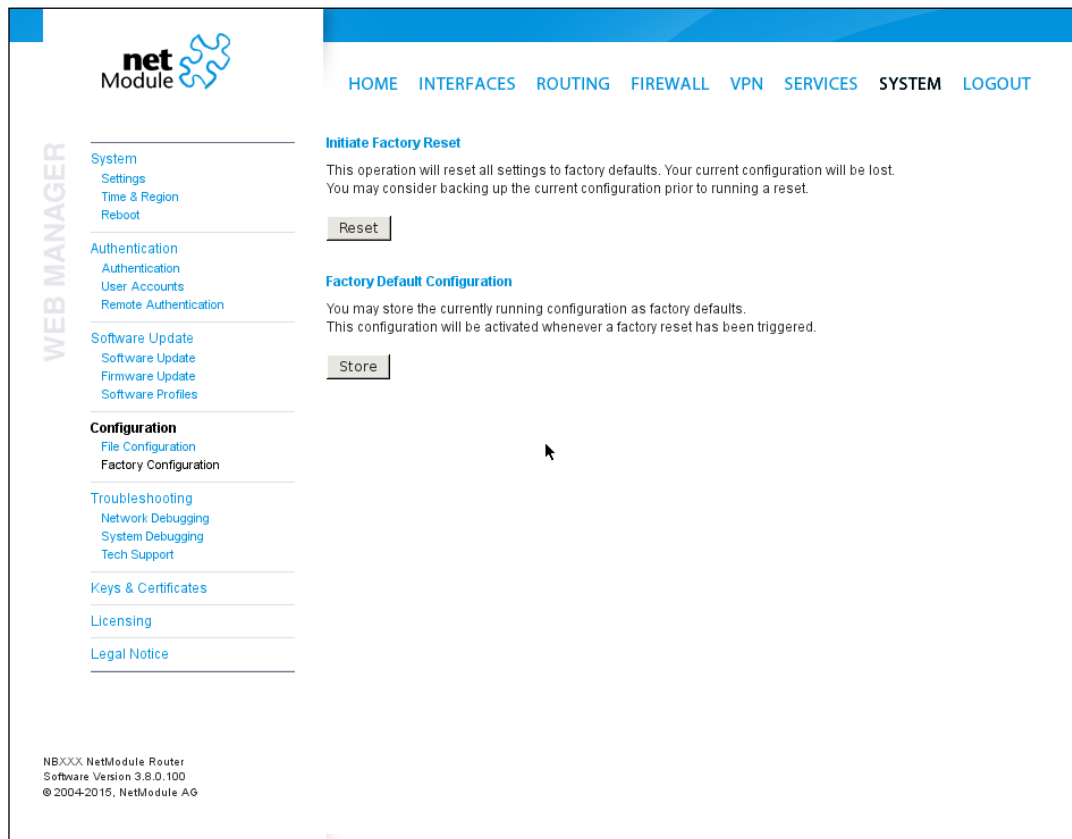 net
Module
HOME INTERFACES ROUTING FIREWALL VPN SERVICES SYSTEM LOGOUT
WEB MANAGER
System
Settings
Time & Region
Reboot
Authentication
Authentication
User Accounts
Remote Authentication
Software Update
Software Update
Firmware Update
Software Profiles
Configuration
File Configuration
Factory Configuration
Troubleshooting
Network Debugging
System Debugging
Tech Support
Keys & Certificates
Licensing
Legal Notice
NBXXX NetModule Router
Software Version 3.8.0.100
© 2004-2015, NetModule AG
Initiate Factory Reset
This operation will reset all settings to factory defaults. Your current configuration will be lost.
You may consider backing up the current configuration prior to running a reset.
Reset
Factory Default Configuration
You may store the currently running configuration as factory defaults.
This configuration will be activated whenever a factory reset has been triggered.
Store